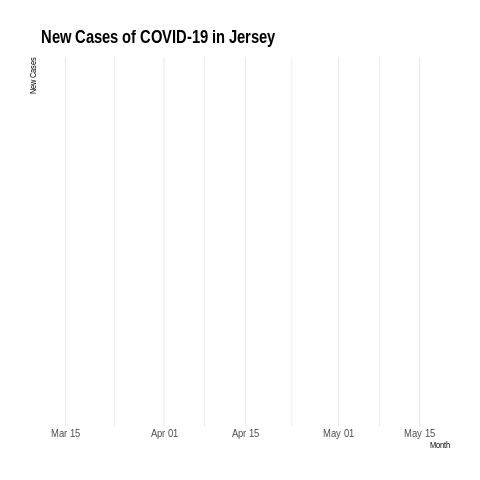 New Cases of COVID-19 in Jersey
New Cases
Mar 15
Apr 01
Apr 15
May 01
May 15
Month